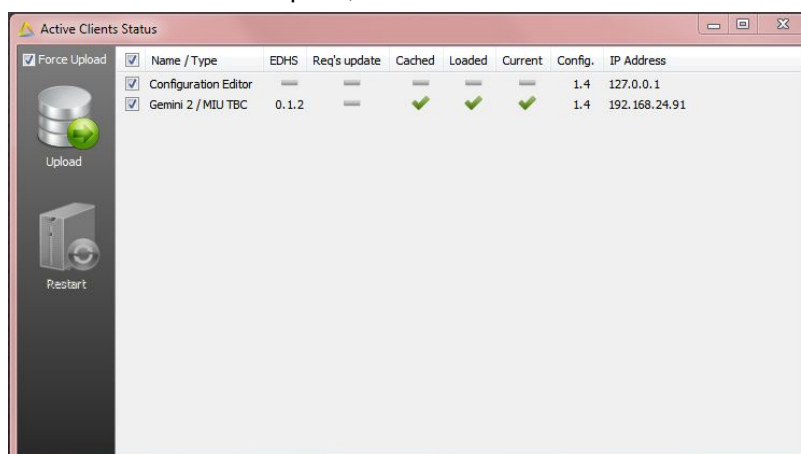 Active Clients Status
Force Upload
Name / Type EDHS Req's update Cached Loaded Current Config. IP Address
Configuration Editor 1.4 127.0.0.1
Gemini 2 / MIU TBC 0.1.2 1.4 192.168.24.91
Upload
Restart